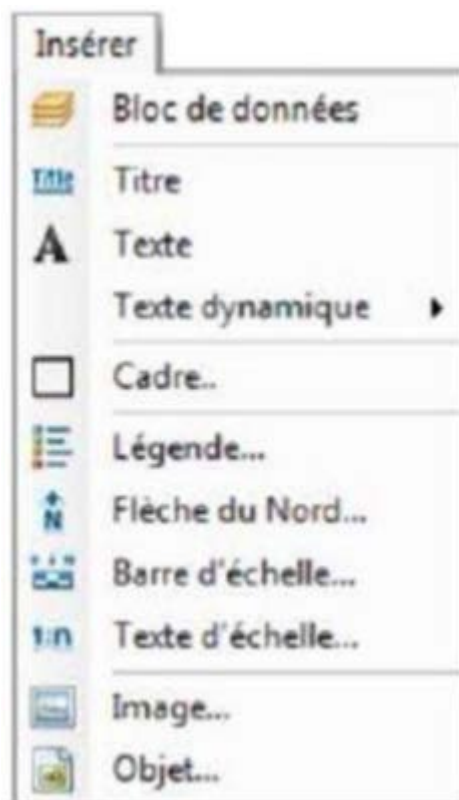 Insérer
Bloc de données
Title Titre
A Texte
Texte dynamique
Cadre..
Légende...
N Flèche du Nord...
Barre d'échelle...
1:n Texte d'échelle...
Image...
Objet...